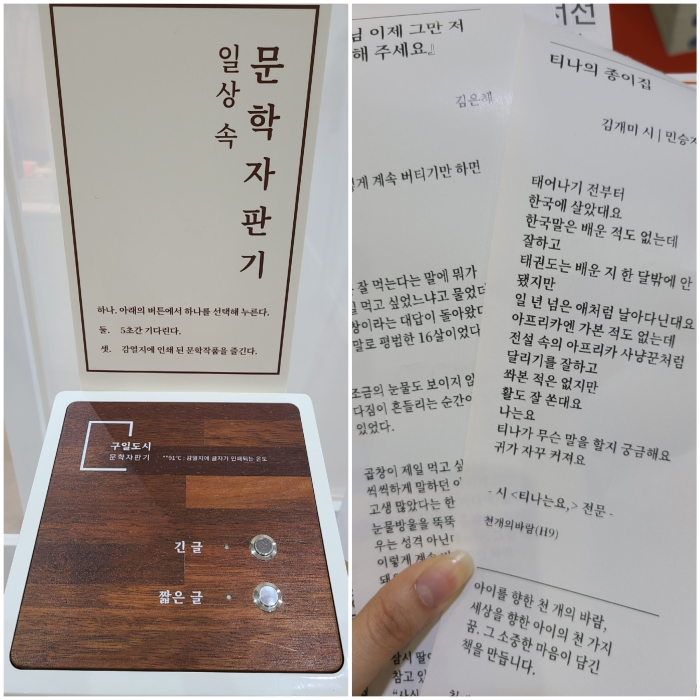 일상 속
문학자판기
하나. 아래의 버튼에서 하나를 선택해 누른다.
둘. 5초간 기다린다.
셋. 감열지에 인쇄 된 문학작품을 즐긴다.
구일도시
문학자판기
**91℃ : 감열지에 글자가 인쇄되는 온도
긴 글
짧은 글
님 이제 그만 저
해 주세요』
김은재
게 계속 버티기만 하면
잘 먹는다는 말에 뭐가
먹고 싶었느냐고 물었더
창이라는 대답이 돌아왔다
말로 평범한 16살이었다
조금의 눈물도 보이지 않
다짐이 흔들리는 순간이
있었다.
곱창이 제일 먹고 싶
씩씩하게 말하던 이
고생 많았다는 한
눈물방울을 뚝뚝
우는 성격 아닌데
이렇게 계속
참고 있
티나의 종이집
김개미 시 | 민승지
태어나기 전부터
한국에 살았대요
한국말은 배운 적도 없는데
잘하고
태권도는 배운 지 한 달밖에 안
됐지만
일 년 넘은 애처럼 날아다닌대요
아프리카엔 가본 적도 없는데
전설 속의 아프리카 사냥꾼처럼
달리기를 잘하고
쏴본 적은 없지만
활도 잘 쏜대요
나는요
티나가 무슨 말을 할지 궁금해요
귀가 자꾸 커져요
- 시 <티나는요,> 전문 -
천개의바람(H9)
아이를 향한 천 개의 바람,
세상을 향한 아이의 천 가지
꿈. 그 소중한 마음이 담긴
책을 만듭니다.